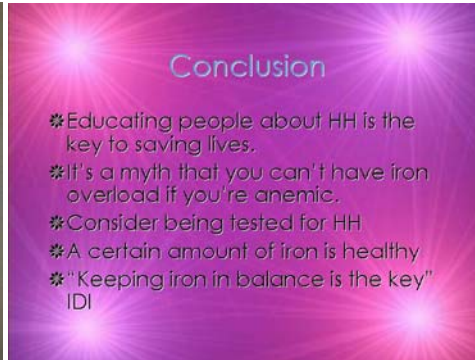 Conclusion
Educating people about HH is the
key to saving lives.
It's a myth that you can't have iron
overload if you're anemic.
Consider being tested for HH
A certain amount of iron is healthy
"Keeping iron in balance is the key"
IDI